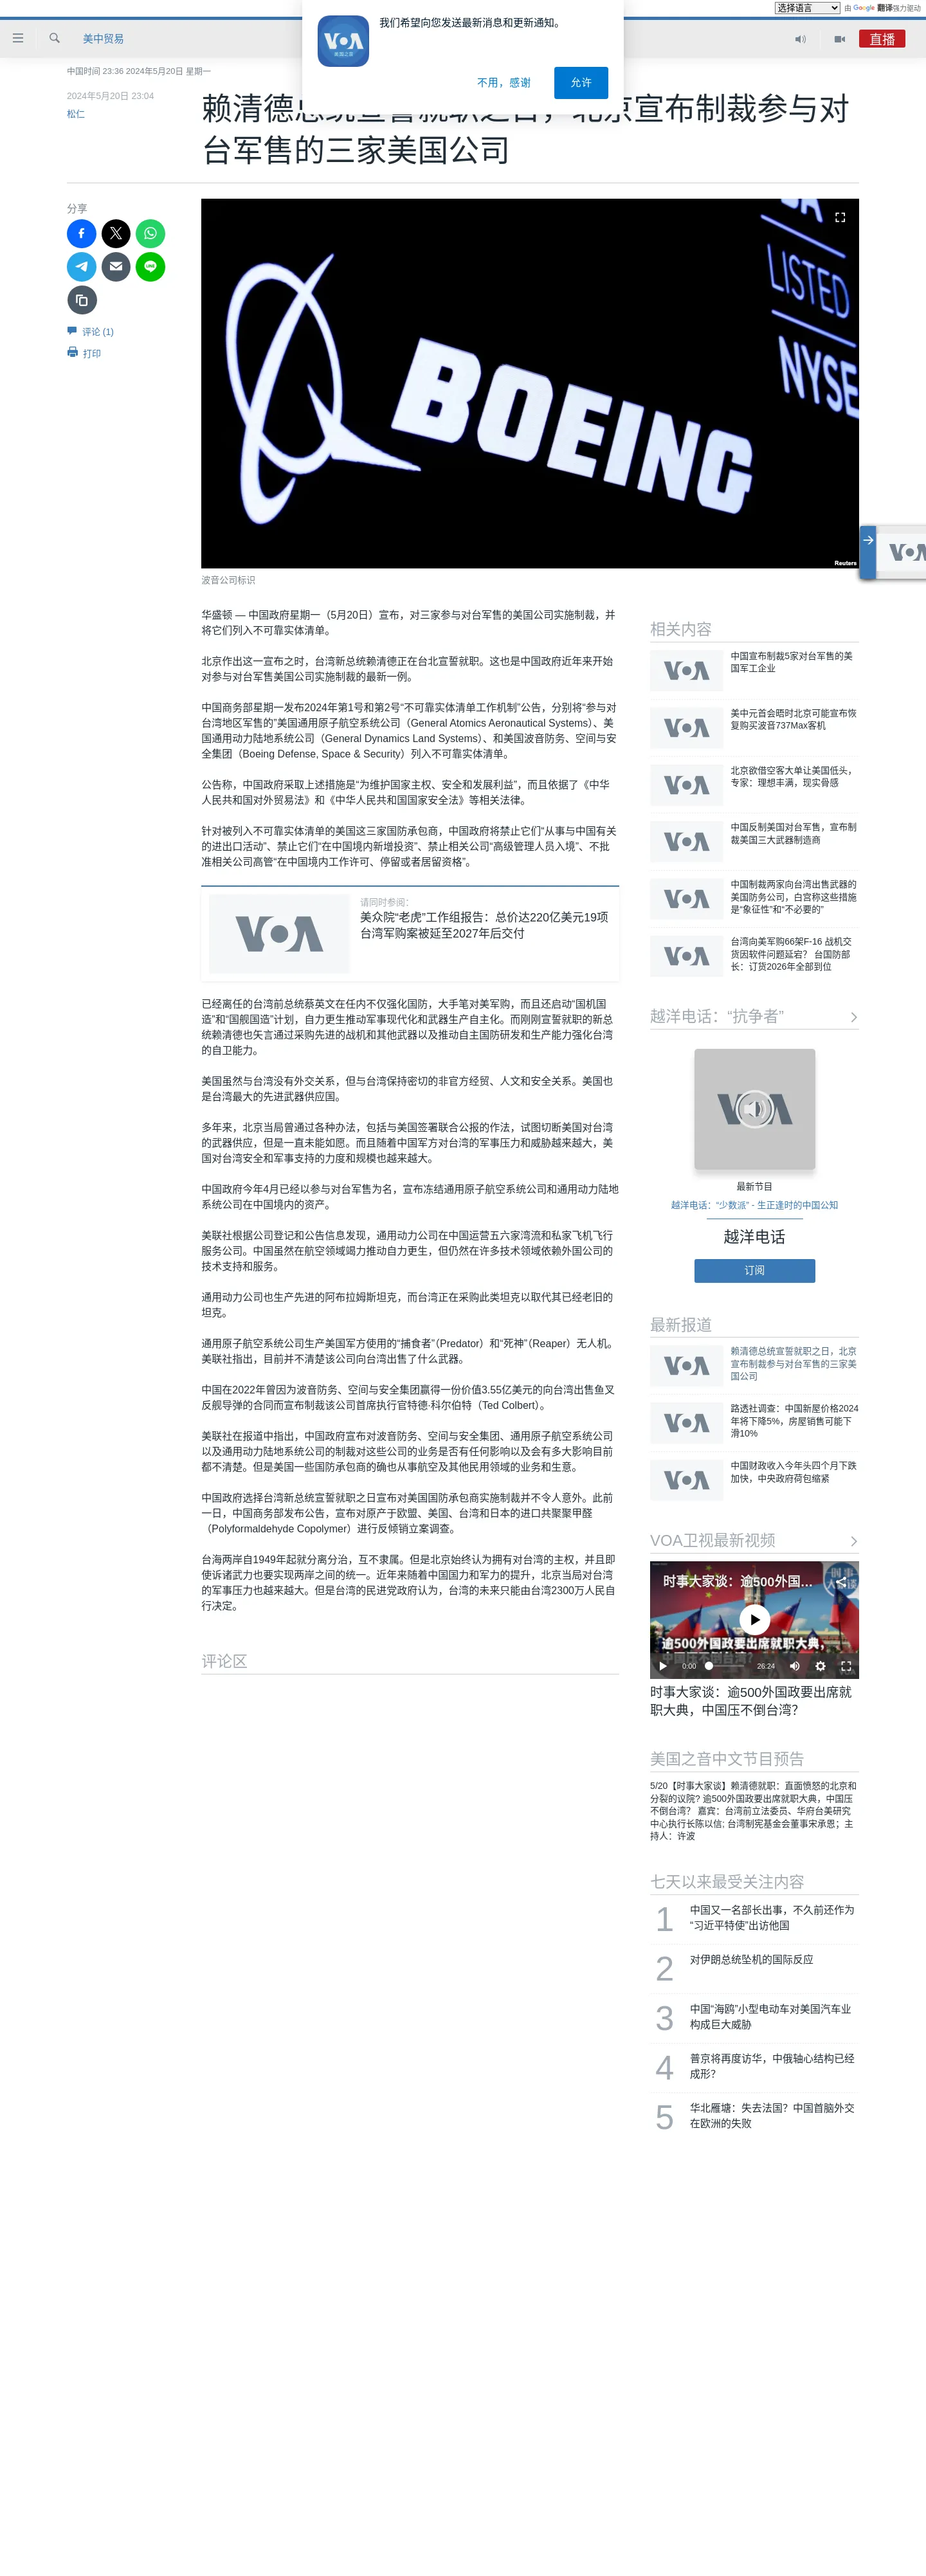 选择语言
由 Google 翻译强力驱动
我们希望向您发送最新消息和更新通知。
VOA
美国之音
不用，感谢
允许
美中贸易
直播
中国时间 23:36 2024年5月20日 星期一
2024年5月20日 23:04
松仁
赖清德总统宣誓就职之日，北京宣布制裁参与对
台军售的三家美国公司
分享
评论 (1)
打印
LISTED
NYSE
BOEING
Reuters
波音公司标识
华盛顿 — 中国政府星期一（5月20日）宣布，对三家参与对台军售的美国公司实施制裁，并
将它们列入不可靠实体清单。
北京作出这一宣布之时，台湾新总统赖清德正在台北宣誓就职。这也是中国政府近年来开始
对参与对台军售美国公司实施制裁的最新一例。
中国商务部星期一发布2024年第1号和第2号“不可靠实体清单工作机制”公告，分别将“参与对
台湾地区军售的”美国通用原子航空系统公司（General Atomics Aeronautical Systems）、美
国通用动力陆地系统公司（General Dynamics Land Systems）、和美国波音防务、空间与安
全集团（Boeing Defense, Space & Security）列入不可靠实体清单。
公告称，中国政府采取上述措施是“为维护国家主权、安全和发展利益”，而且依据了《中华
人民共和国对外贸易法》和《中华人民共和国国家安全法》等相关法律。
针对被列入不可靠实体清单的美国这三家国防承包商，中国政府将禁止它们“从事与中国有关
的进出口活动”、禁止它们“在中国境内新增投资”、禁止相关公司“高级管理人员入境”、不批
准相关公司高管“在中国境内工作许可、停留或者居留资格”。
VOA
请同时参阅：
美众院“老虎”工作组报告：总价达220亿美元19项
台湾军购案被延至2027年后交付
已经离任的台湾前总统蔡英文在任内不仅强化国防，大手笔对美军购，而且还启动“国机国
造”和“国舰国造”计划，自力更生推动军事现代化和武器生产自主化。而刚刚宣誓就职的新总
统赖清德也矢言通过采购先进的战机和其他武器以及推动自主国防研发和生产能力强化台湾
的自卫能力。
美国虽然与台湾没有外交关系，但与台湾保持密切的非官方经贸、人文和安全关系。美国也
是台湾最大的先进武器供应国。
多年来，北京当局曾通过各种办法，包括与美国签署联合公报的作法，试图切断美国对台湾
的武器供应，但是一直未能如愿。而且随着中国军方对台湾的军事压力和威胁越来越大，美
国对台湾安全和军事支持的力度和规模也越来越大。
中国政府今年4月已经以参与对台军售为名，宣布冻结通用原子航空系统公司和通用动力陆地
系统公司在中国境内的资产。
美联社根据公司登记和公告信息发现，通用动力公司在中国运营五六家湾流和私家飞机飞行
服务公司。中国虽然在航空领域竭力推动自力更生，但仍然在许多技术领域依赖外国公司的
技术支持和服务。
通用动力公司也生产先进的阿布拉姆斯坦克，而台湾正在采购此类坦克以取代其已经老旧的
坦克。
通用原子航空系统公司生产美国军方使用的“捕食者”（Predator）和“死神”（Reaper）无人机。
美联社指出，目前并不清楚该公司向台湾出售了什么武器。
中国在2022年曾因为波音防务、空间与安全集团赢得一份价值3.55亿美元的向台湾出售鱼叉
反舰导弹的合同而宣布制裁该公司首席执行官特德·科尔伯特（Ted Colbert）。
美联社在报道中指出，中国政府宣布对波音防务、空间与安全集团、通用原子航空系统公司
以及通用动力陆地系统公司的制裁对这些公司的业务是否有任何影响以及会有多大影响目前
都不清楚。但是美国一些国防承包商的确也从事航空及其他民用领域的业务和生意。
中国政府选择台湾新总统宣誓就职之日宣布对美国国防承包商实施制裁并不令人意外。此前
一日，中国商务部发布公告，宣布对原产于欧盟、美国、台湾和日本的进口共聚聚甲醛
（Polyformaldehyde Copolymer）进行反倾销立案调查。
台海两岸自1949年起就分离分治，互不隶属。但是北京始终认为拥有对台湾的主权，并且即
使诉诸武力也要实现两岸之间的统一。近年来随着中国国力和军力的提升，北京当局对台湾
的军事压力也越来越大。但是台湾的民进党政府认为，台湾的未来只能由台湾2300万人民自
行决定。
评论区
VOA
相关内容
VOA
中国宣布制裁5家对台军售的美
国军工企业
VOA
美中元首会晤时北京可能宣布恢
复购买波音737Max客机
VOA
北京欲借空客大单让美国低头，
专家：理想丰满，现实骨感
VOA
中国反制美国对台军售，宣布制
裁美国三大武器制造商
VOA
中国制裁两家向台湾出售武器的
美国防务公司，白宫称这些措施
是“象征性”和“不必要的”
VOA
台湾向美军购66架F-16 战机交
货因软件问题延宕？ 台国防部
长：订货2026年全部到位
越洋电话：“抗争者”
VOA
最新节目
越洋电话：“少数派” - 生正逢时的中国公知
越洋电话
订阅
最新报道
VOA
赖清德总统宣誓就职之日，北京
宣布制裁参与对台军售的三家美
国公司
VOA
路透社调查：中国新屋价格2024
年将下降5%，房屋销售可能下
滑10%
VOA
中国财政收入今年头四个月下跌
加快，中央政府荷包缩紧
VOA卫视最新视频
时事大家谈：逾500外国...
逾500外国政要出席就职大典，
中国压不倒台湾？
0:00
26:24
时事大家谈：逾500外国政要出席就
职大典，中国压不倒台湾？
美国之音中文节目预告
5/20【时事大家谈】赖清德就职：直面愤怒的北京和
分裂的议院? 逾500外国政要出席就职大典，中国压
不倒台湾？ 嘉宾：台湾前立法委员、华府台美研究
中心执行长陈以信; 台湾制宪基金会董事宋承恩；主
持人：许波
七天以来最受关注内容
1
中国又一名部长出事，不久前还作为
“习近平特使”出访他国
2
对伊朗总统坠机的国际反应
3
中国“海鸥”小型电动车对美国汽车业
构成巨大威胁
4
普京将再度访华，中俄轴心结构已经
成形？
5
华北雁塘：失去法国？中国首脑外交
在欧洲的失败